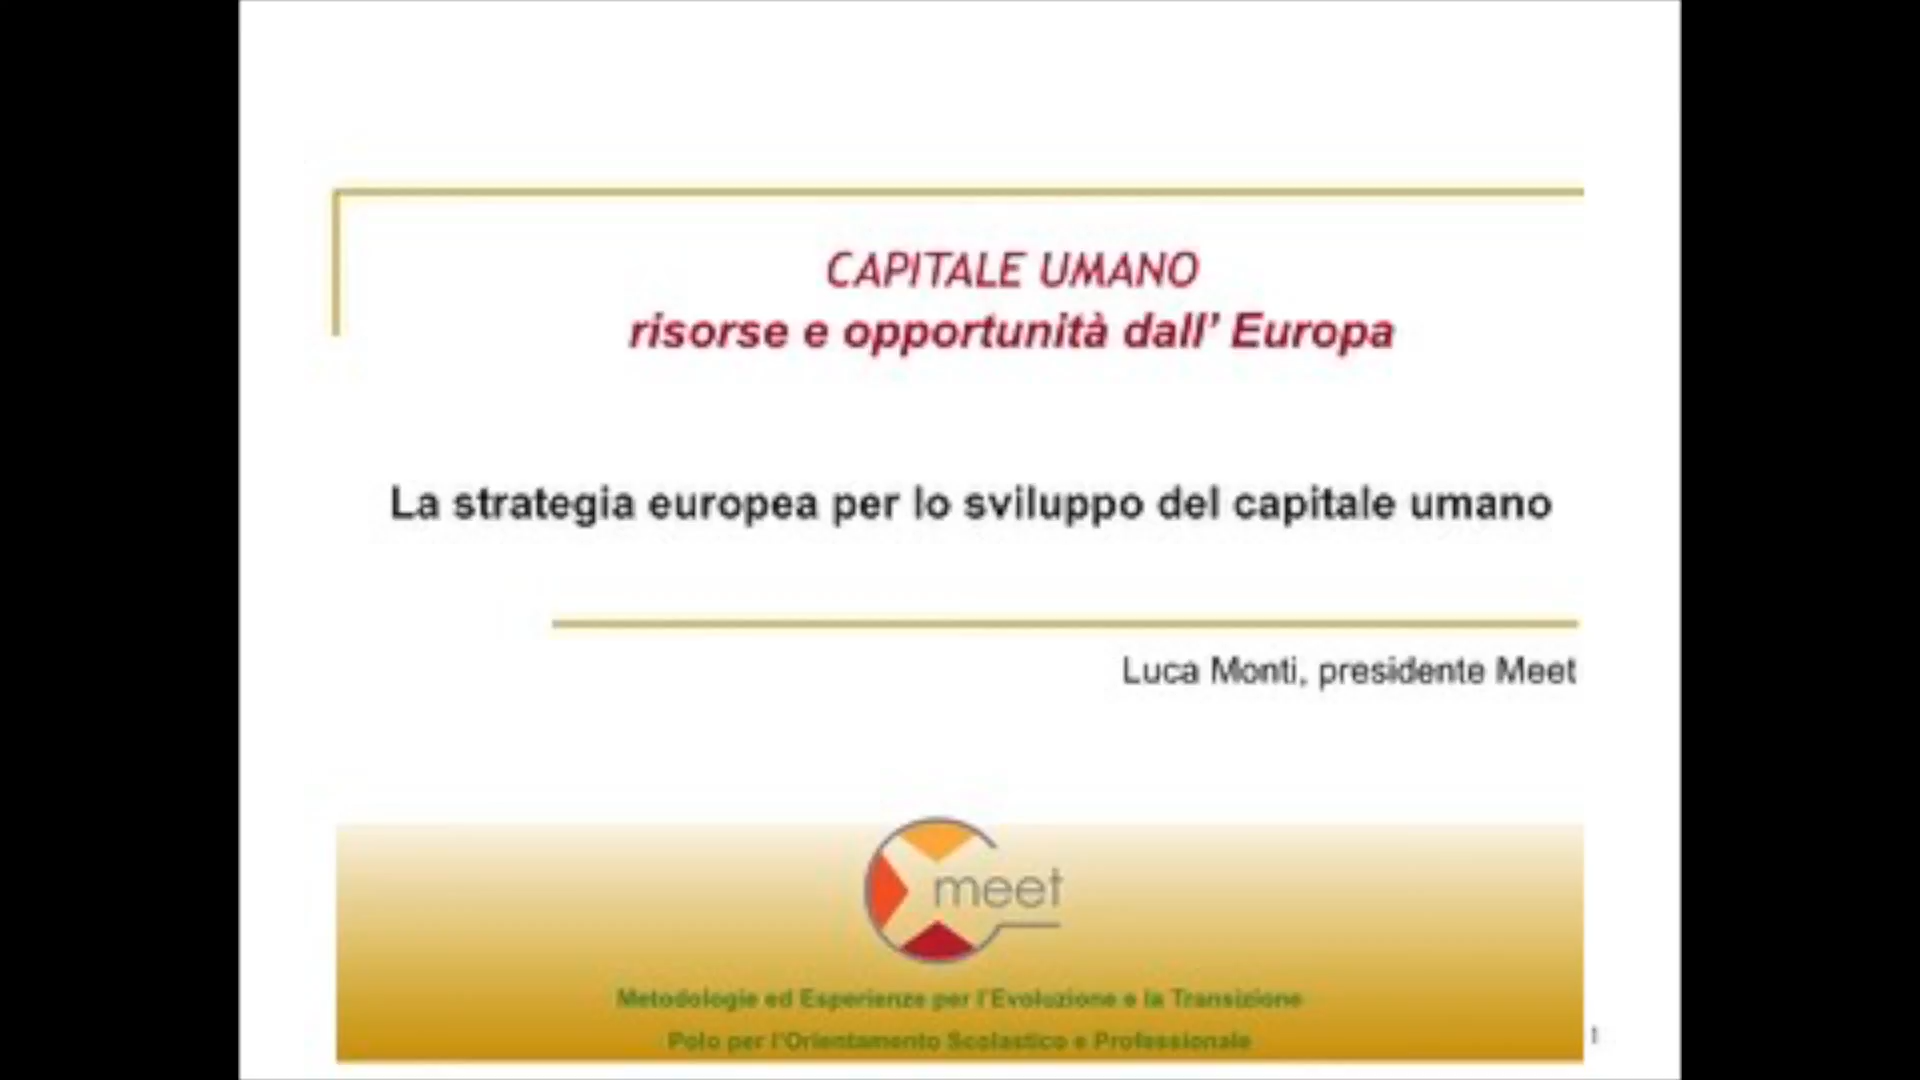 CAPITALE UMANO
risorse e opportunità dall’ Europa
La strategia europea per lo sviluppo del capitale umano
Luca Monti, presidente Meet
meet
Metodologie ed Esperienze per l'Evoluzione e la Transizione
Polo per l'Orientamento Scolastico e Professionale
1